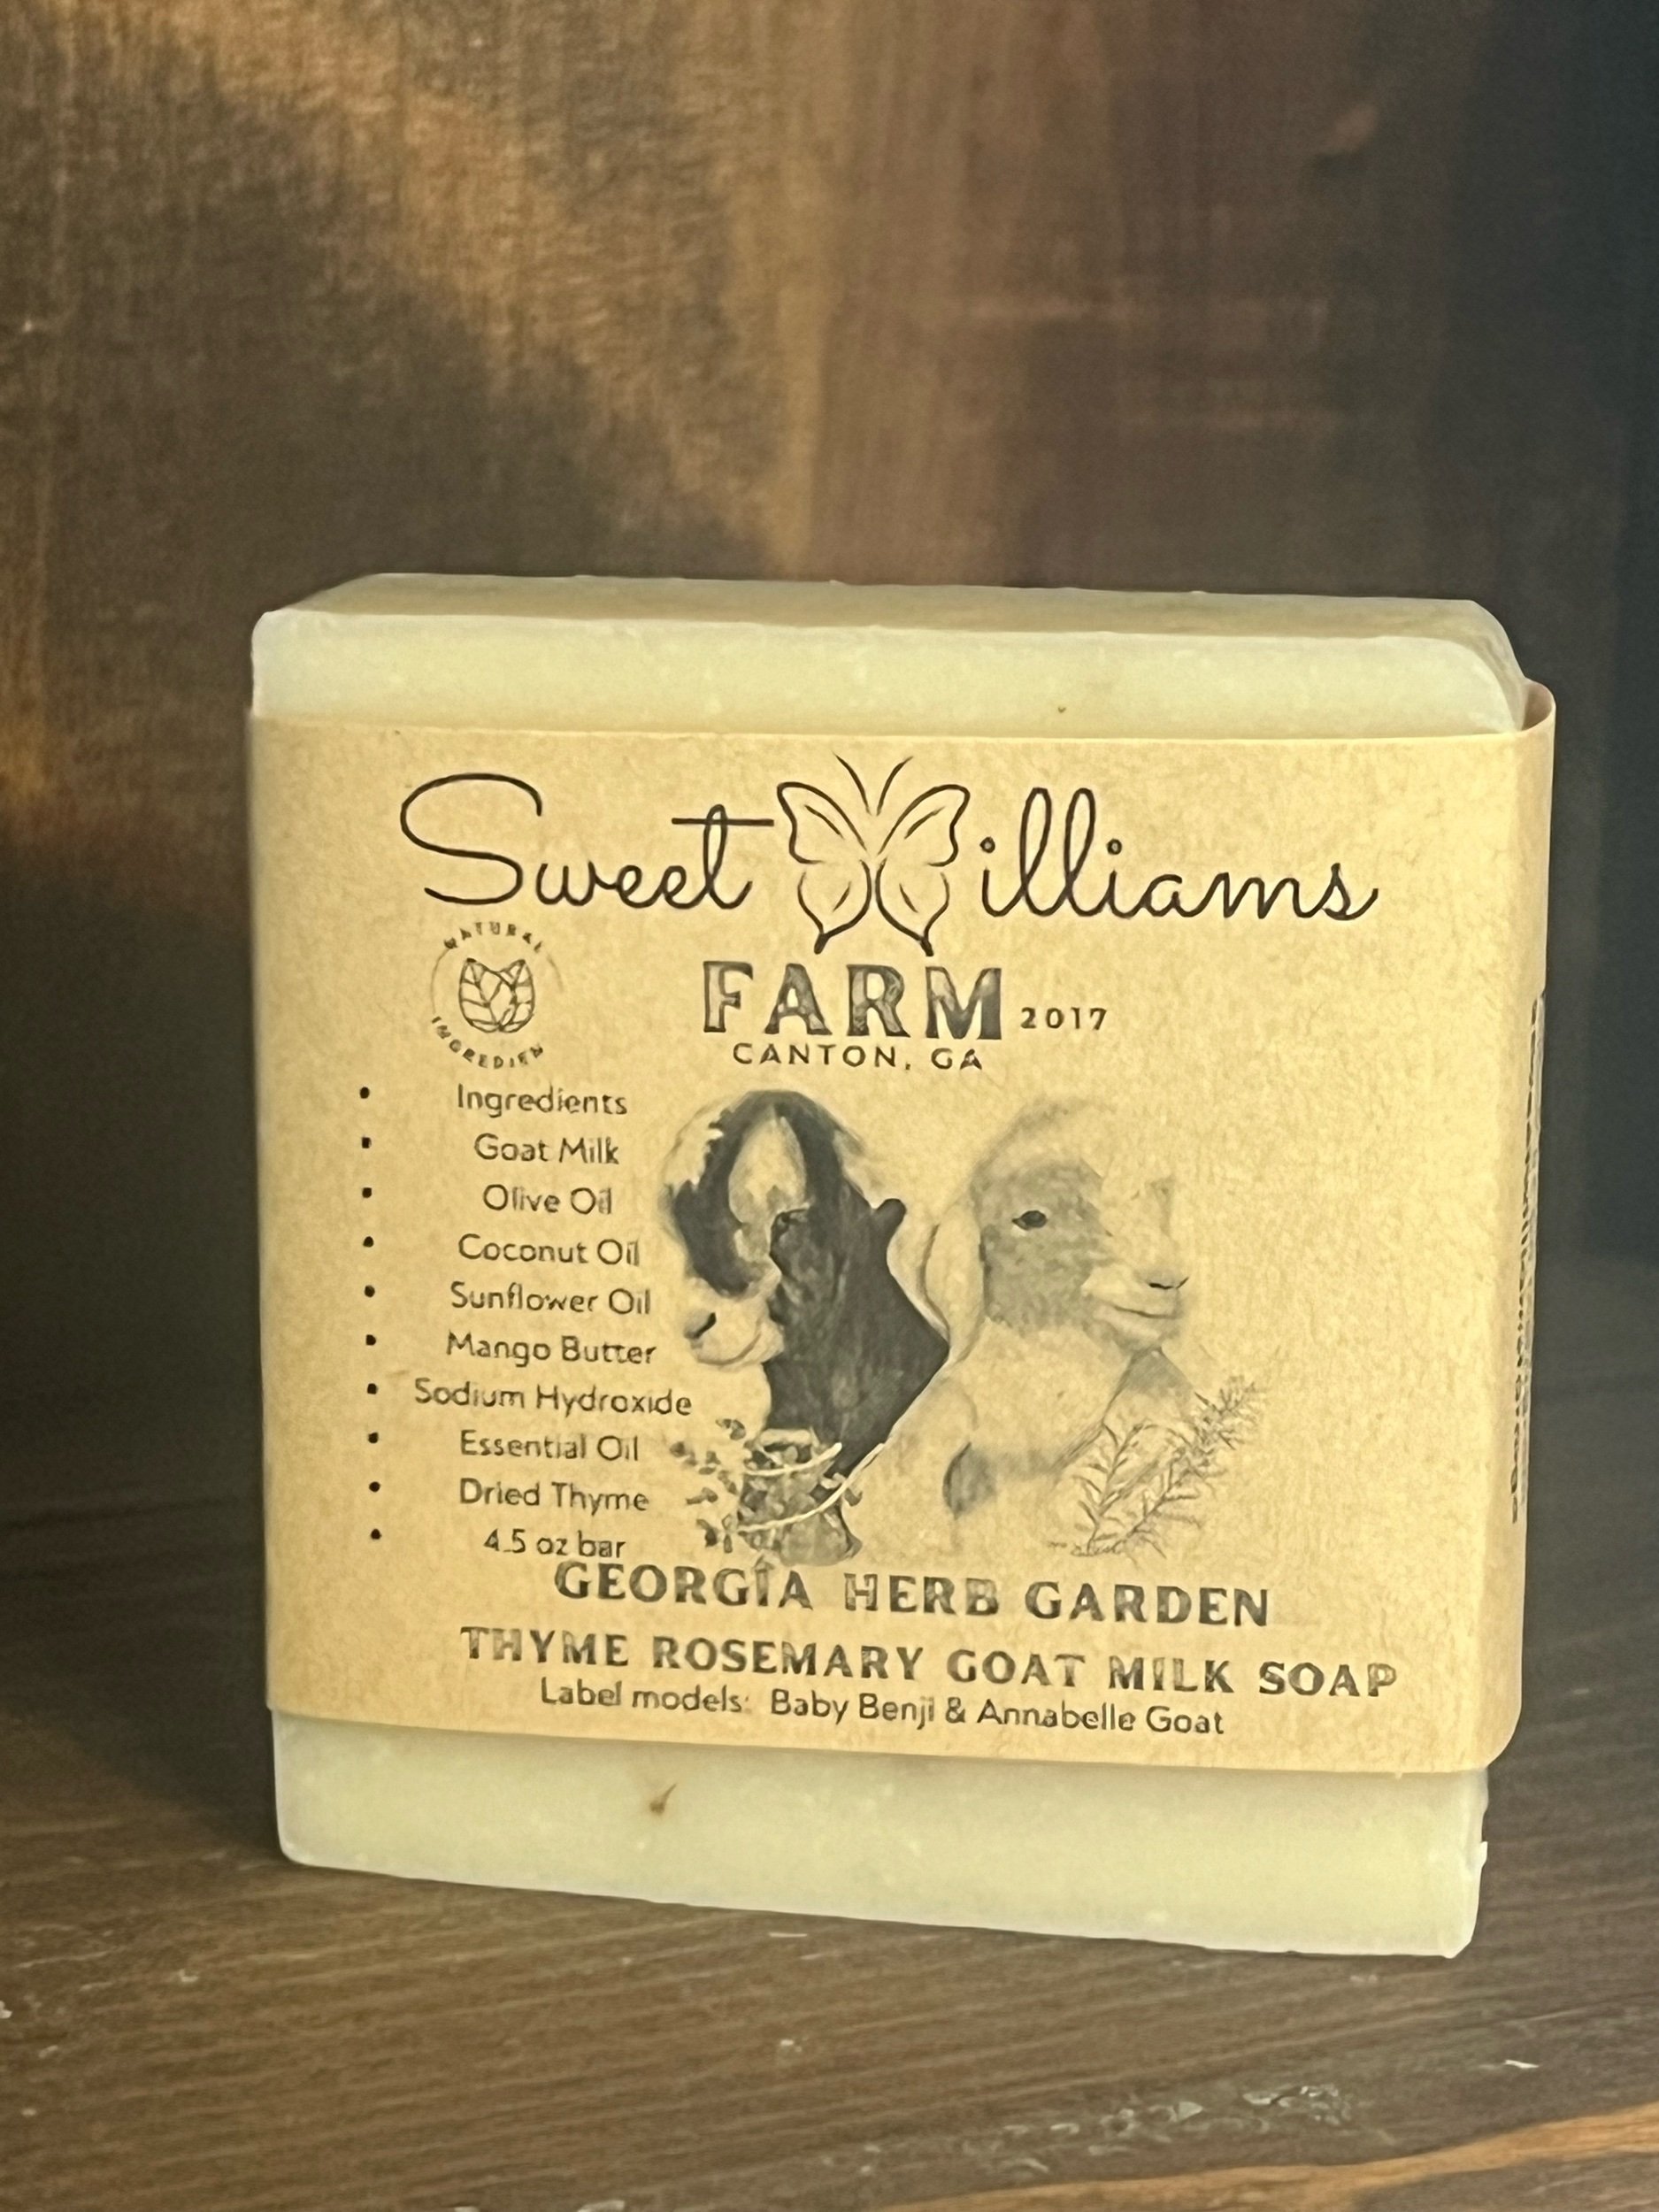 Sweet Williams
NATURAL
INGREDIEN
FARM 2017
CANTON, GA
• Ingredients
• Goat Milk
• Olive Oil
• Coconut Oil
• Sunflower Oil
• Mango Butter
• Sodium Hydroxide
• Essential Oil
• Dried Thyme
• 4.5 oz bar
GEORGIA HERB GARDEN
THYME ROSEMARY GOAT MILK SOAP
Label models: Baby Benji & Annabelle Goat